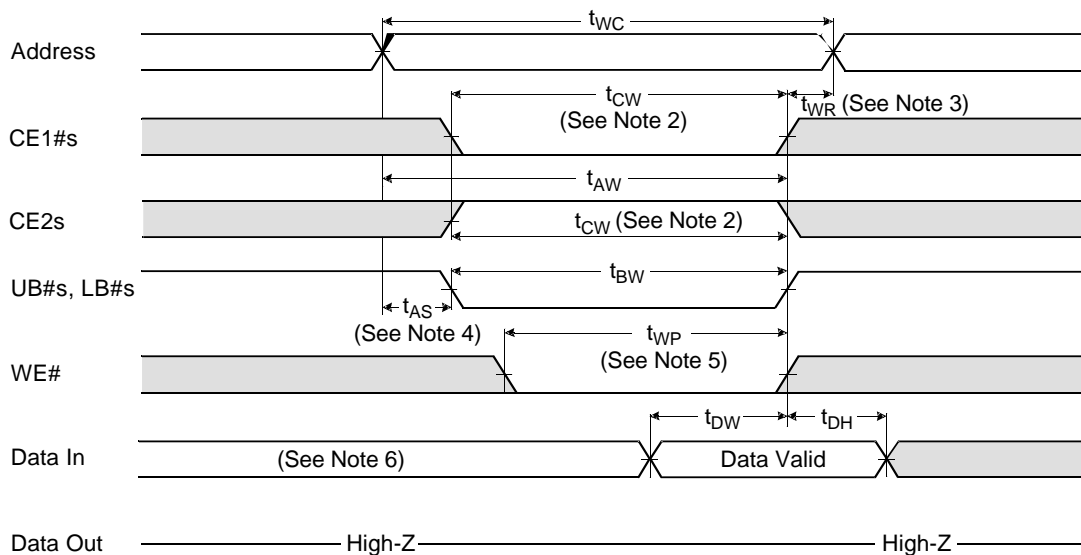 tWC
Address
tCW
(See Note 2)
tWR (See Note 3)
CE1#s
tAW
CE2s
tCW (See Note 2)
tBW
UB#s, LB#s
tAS
(See Note 4)
tWP
(See Note 5)
WE#
tDW
tDH
Data In
(See Note 6)
Data Valid
Data Out
High-Z
High-Z